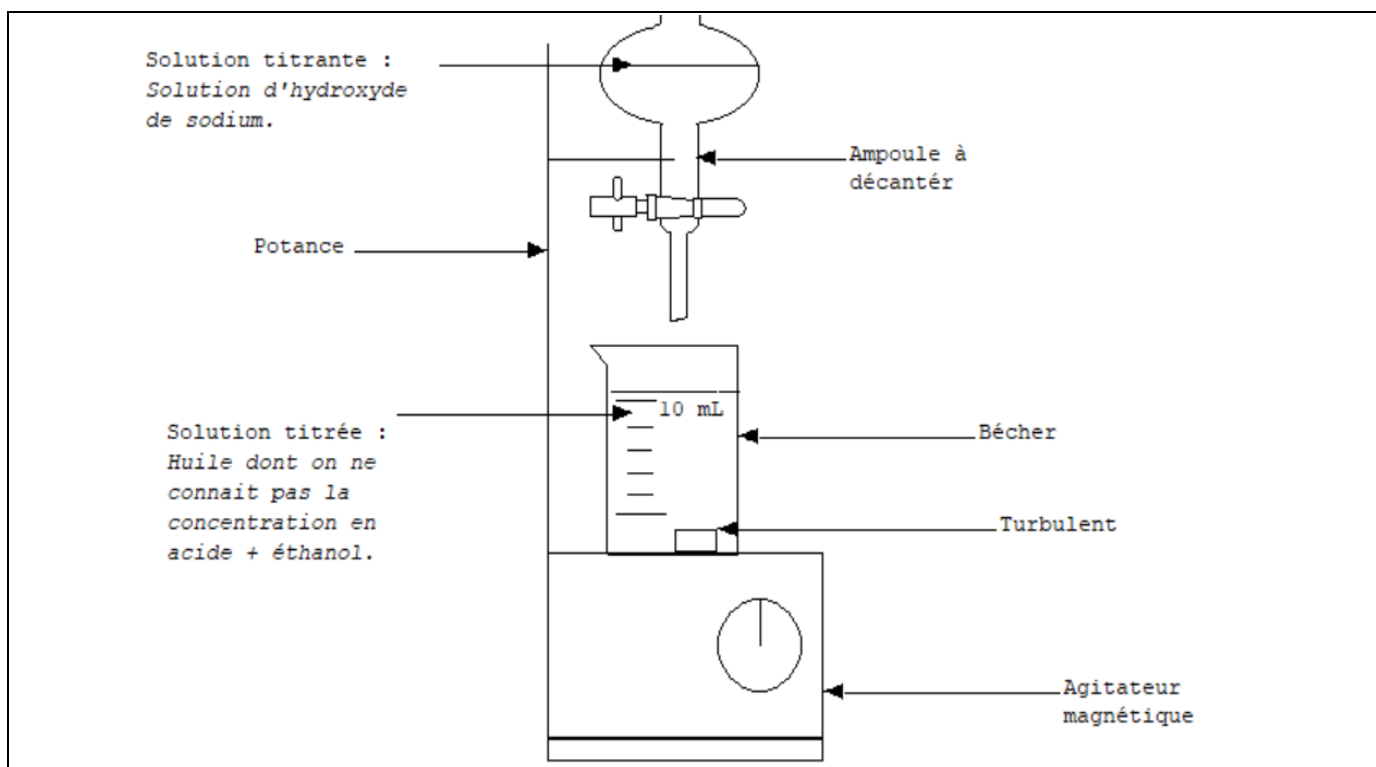 Solution titrante :
Solution d'hydroxyde
de sodium.
Ampoule à
décantér
Potance
10 mL
Solution titrée :
Huile dont on ne
connait pas la
concentration en
acide + éthanol.
Bécher
Turbulent
Agitateur
magnétique